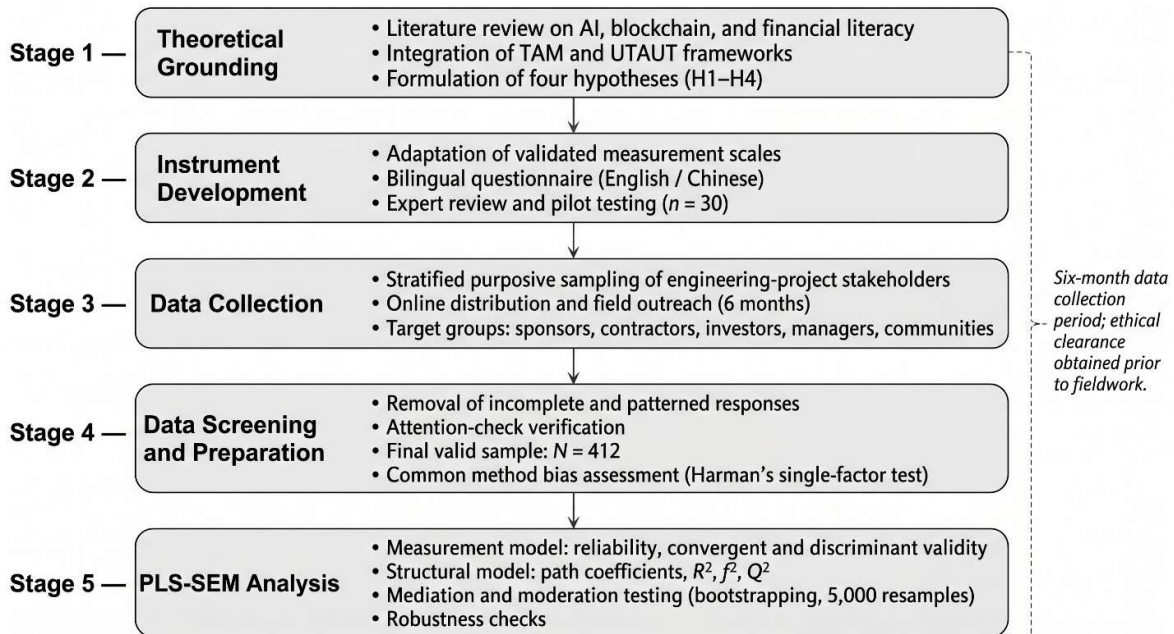 Stage 1 —
Theoretical
Grounding
• Literature review on AI, blockchain, and financial literacy
• Integration of TAM and UTAUT frameworks
• Formulation of four hypotheses (H1–H4)
Stage 2 —
Instrument
Development
• Adaptation of validated measurement scales
• Bilingual questionnaire (English / Chinese)
• Expert review and pilot testing (n = 30)
Stage 3 —
Data Collection
• Stratified purposive sampling of engineering-project stakeholders
• Online distribution and field outreach (6 months)
• Target groups: sponsors, contractors, investors, managers, communities
Six-month data
collection
period; ethical
clearance
obtained prior
to fieldwork.
Stage 4 —
Data Screening
and Preparation
• Removal of incomplete and patterned responses
• Attention-check verification
• Final valid sample: N = 412
• Common method bias assessment (Harman's single-factor test)
Stage 5 —
PLS-SEM Analysis
• Measurement model: reliability, convergent and discriminant validity
• Structural model: path coefficients, R², f², Q²
• Mediation and moderation testing (bootstrapping, 5,000 resamples)
• Robustness checks